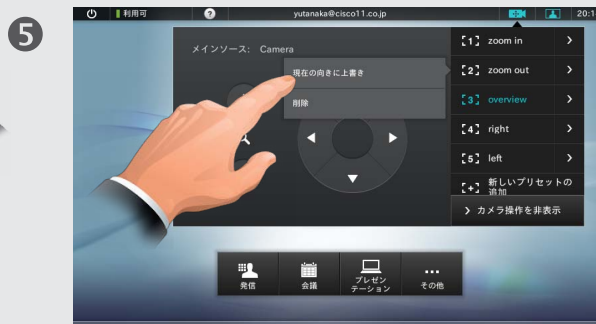 5
利用可
?
yutanaka@cisco11.co.jp
20:1
メインソース: Camera
現在の向きに上書き
削除
[1] zoom in >
[2] zoom out >
[3] overview >
[4] right >
[5] left >
[+] 新しいプリセットの
追加
> カメラ操作を非表示
発信
会議
プレゼン
テーション
その他